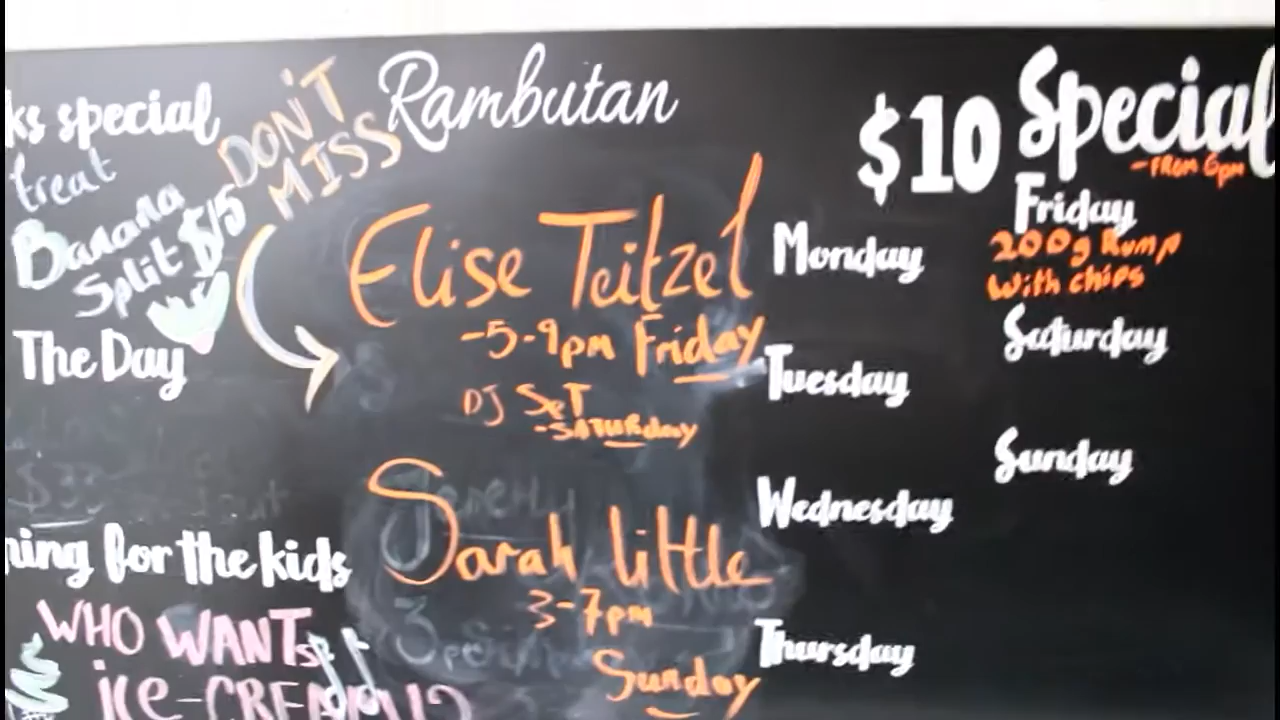 ks special
treat
Banana
Split $15
The Day
ning for the kids
WHO WANTS
ice-CREAM!?
DON'T
MISS
Rambutan
Elise Teitzel
-5-9pm Friday
DJ SeT
-SATURday
Sarah little
3-7pm
Sunday
$10 Special
-FROM 6pm
Monday
Tuesday
Wednesday
Thursday
Friday
200g Rump
with chips
Saturday
Sunday